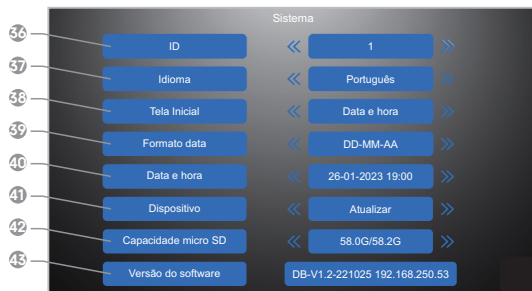 Sistema
36 ID 1
37 Idioma Português
38 Tela Inicial Data e hora
39 Formato data DD-MM-AA
40 Data e hora 26-01-2023 19:00
41 Dispositivo Atualizar
42 Capacidade micro SD 58.0G/58.2G
43 Versão do software DB-V1.2-221025 192.168.250.53